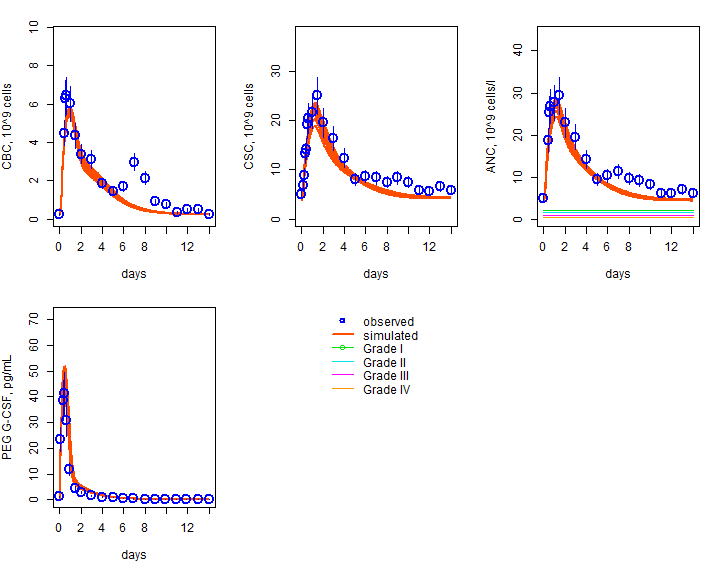 CBC, 10^9 cells
0 2 4 6 8 10
0 2 4 6 8 12
days
CSC, 10^9 cells
0 10 20 30
0 2 4 6 8 12
days
ANC, 10^9 cells/l
0 10 20 30 40
0 2 4 6 8 12
days
PEG G-CSF, pg/mL
0 10 20 30 40 50 60 70
0 2 4 6 8 12
days
observed
simulated
Grade I
Grade II
Grade III
Grade IV